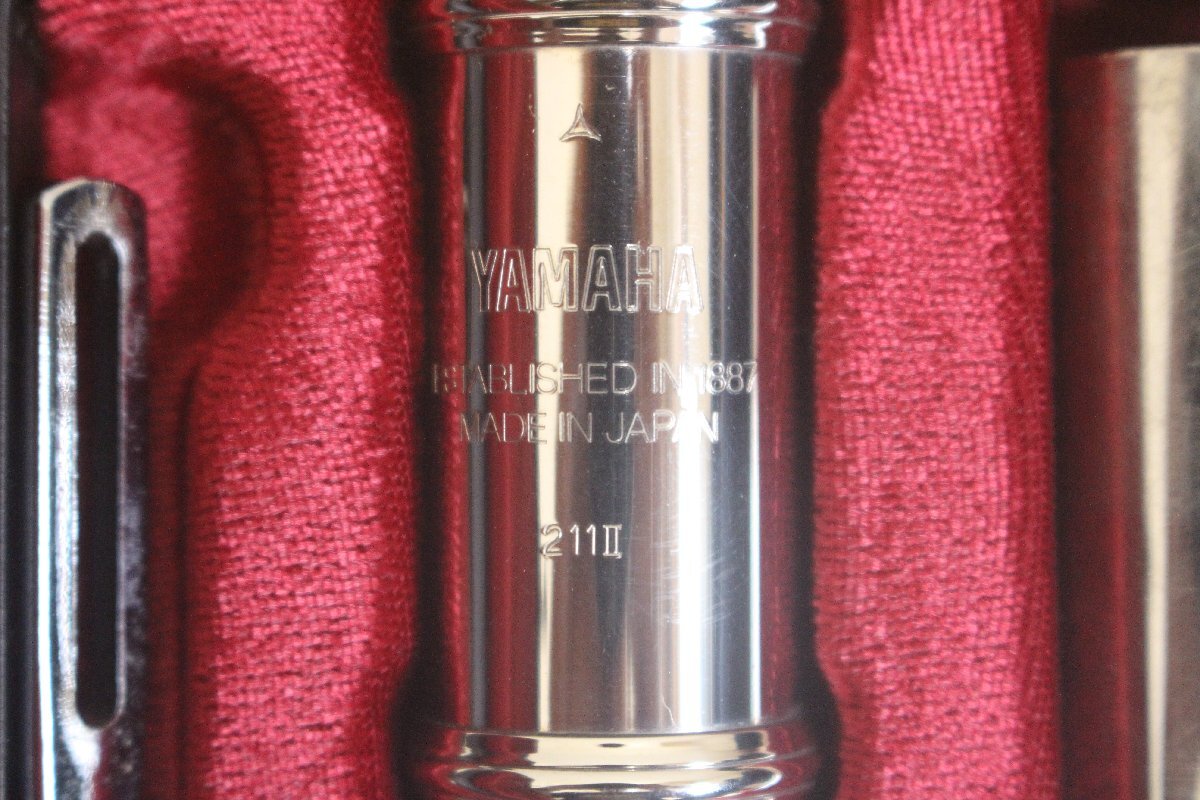 YAMAHA
ESTABLISHED IN 1887
MADE IN JAPAN
211II